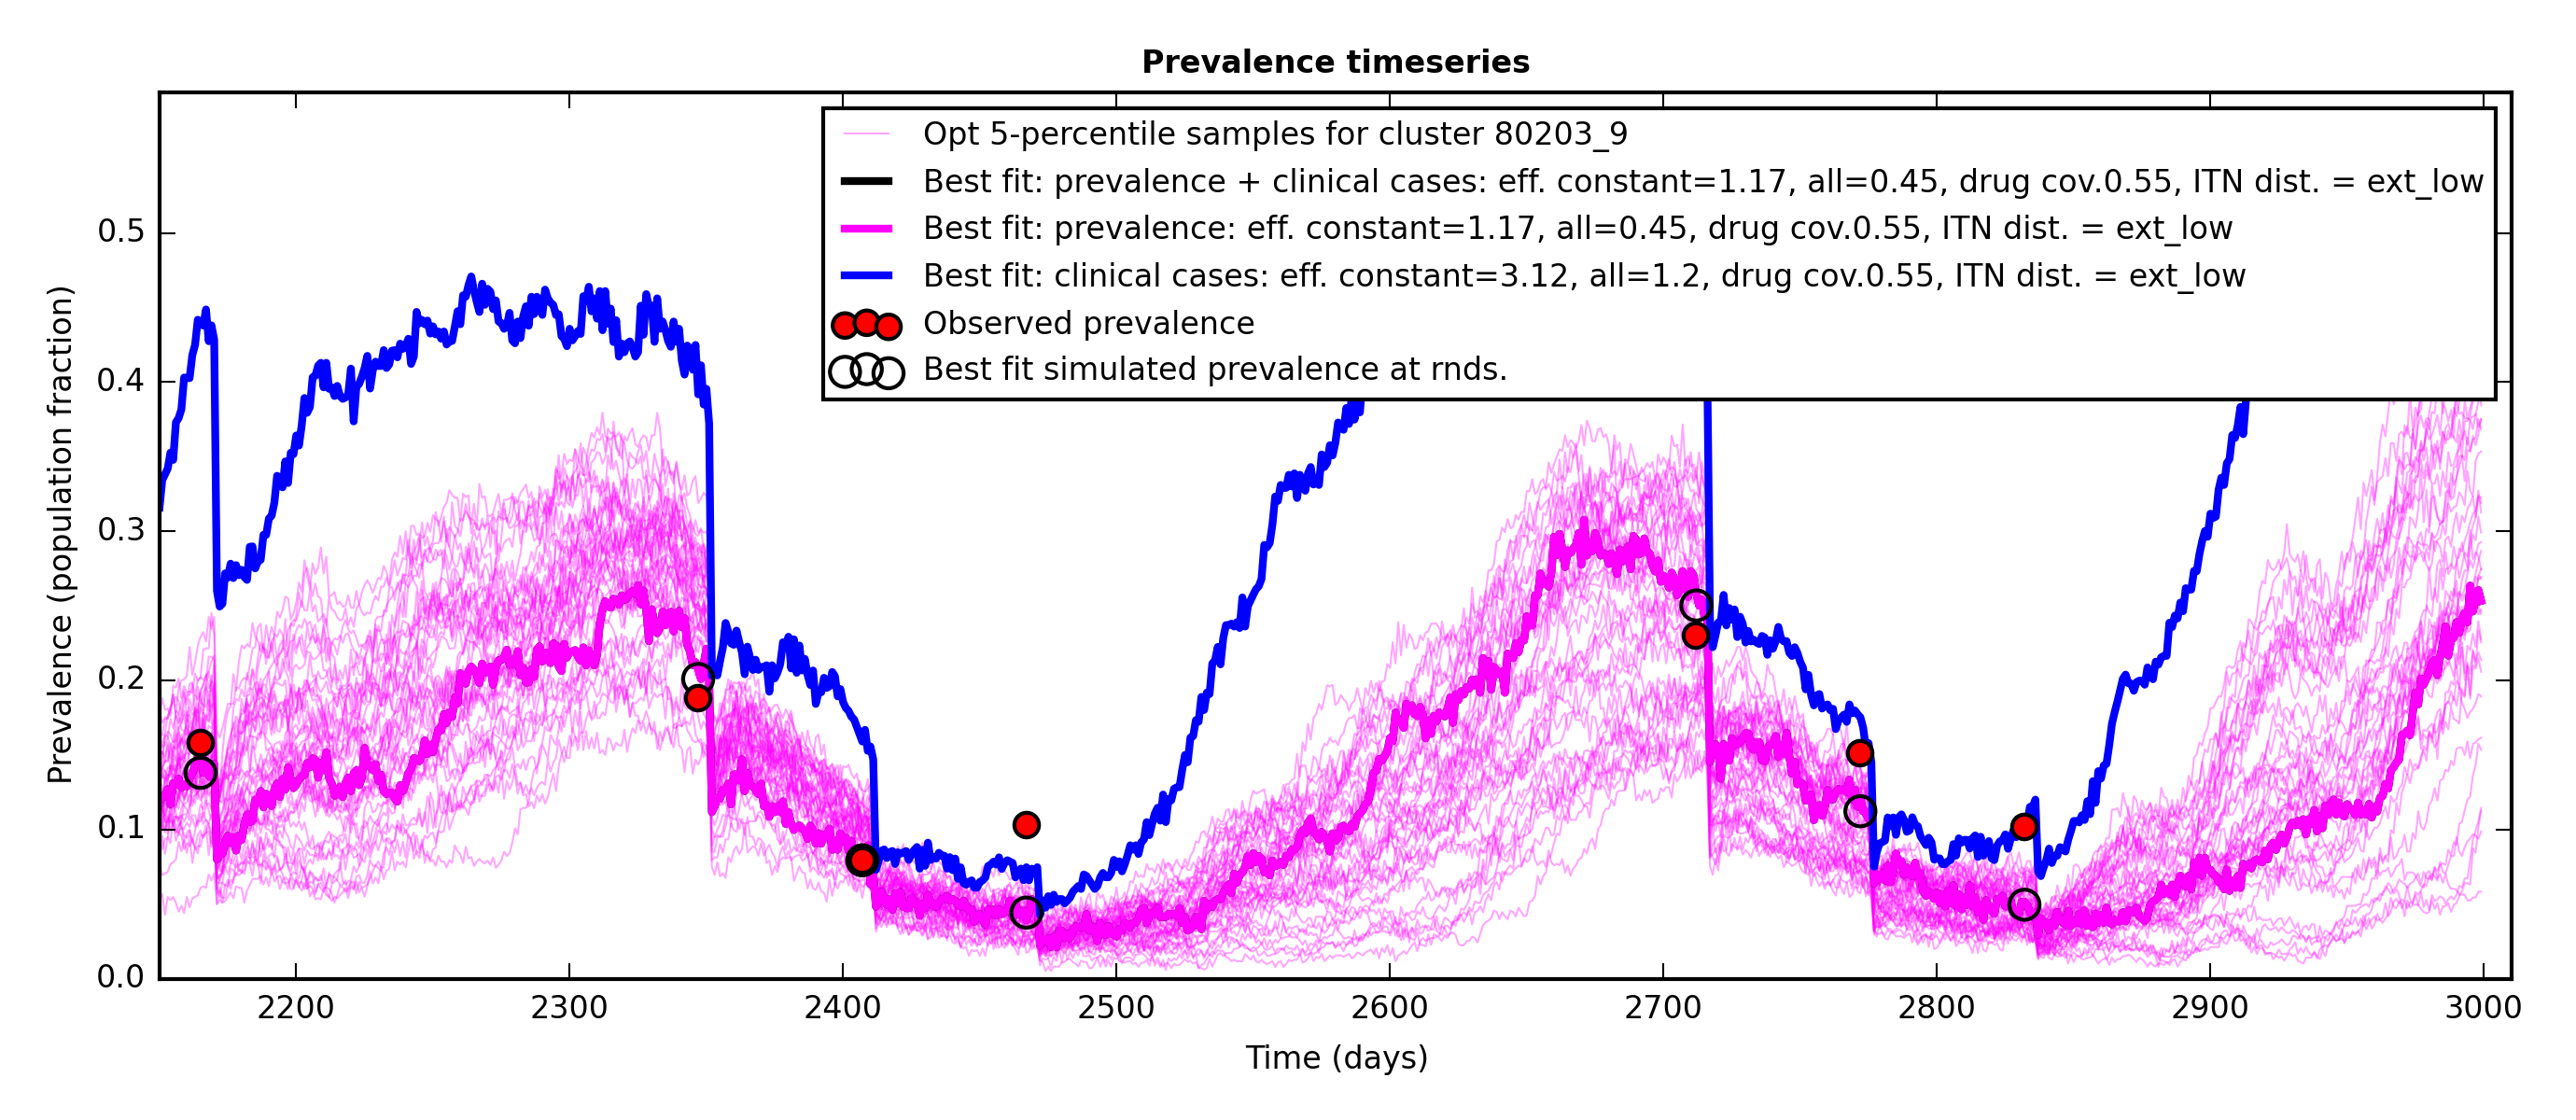 Prevalence timeseries
Opt 5-percentile samples for cluster 80203_9
Best fit: prevalence + clinical cases: eff. constant=1.17, all=0.45, drug cov.0.55, ITN dist. = ext_low
Best fit: prevalence: eff. constant=1.17, all=0.45, drug cov.0.55, ITN dist. = ext_low
Best fit: clinical cases: eff. constant=3.12, all=1.2, drug cov.0.55, ITN dist. = ext_low
Observed prevalence
Best fit simulated prevalence at rnds.
Prevalence (population fraction)
0.5
0.4
0.3
0.2
0.1
0.0
2200 2300 2400 2500 2600 2700 2800 2900 3000
Time (days)